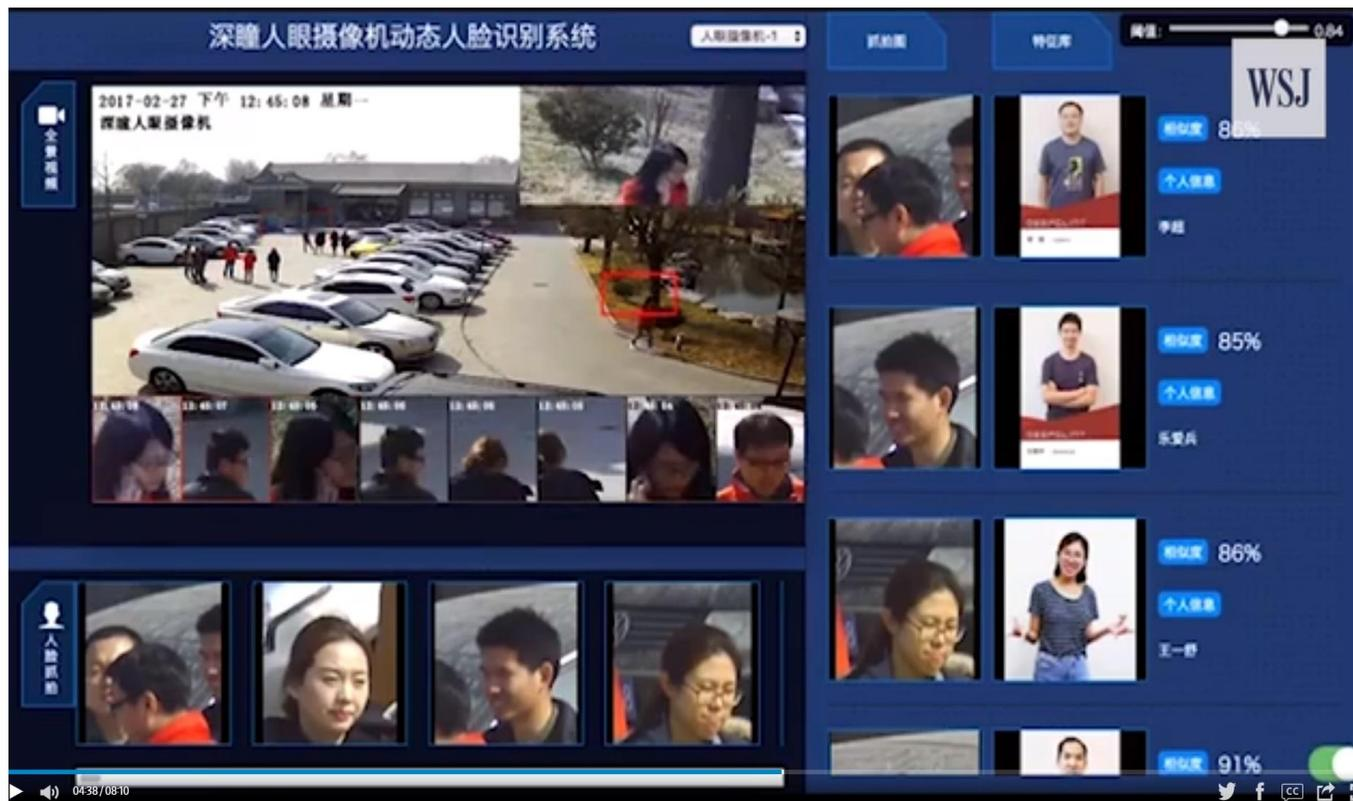 深瞳人眼摄像机动态人脸识别系统
人眼摄像机-1
抓拍图
特征库
阈值:
0.84
WSJ
全景视频
2017-02-27 下午 12:45:08 星期一
深瞳人眼摄像机
相似度 86%
个人信息
李超
相似度 85%
个人信息
乐爱兵
相似度 86%
个人信息
王一舒
相似度 91%
人脸抓拍
04:38/08:10
CC